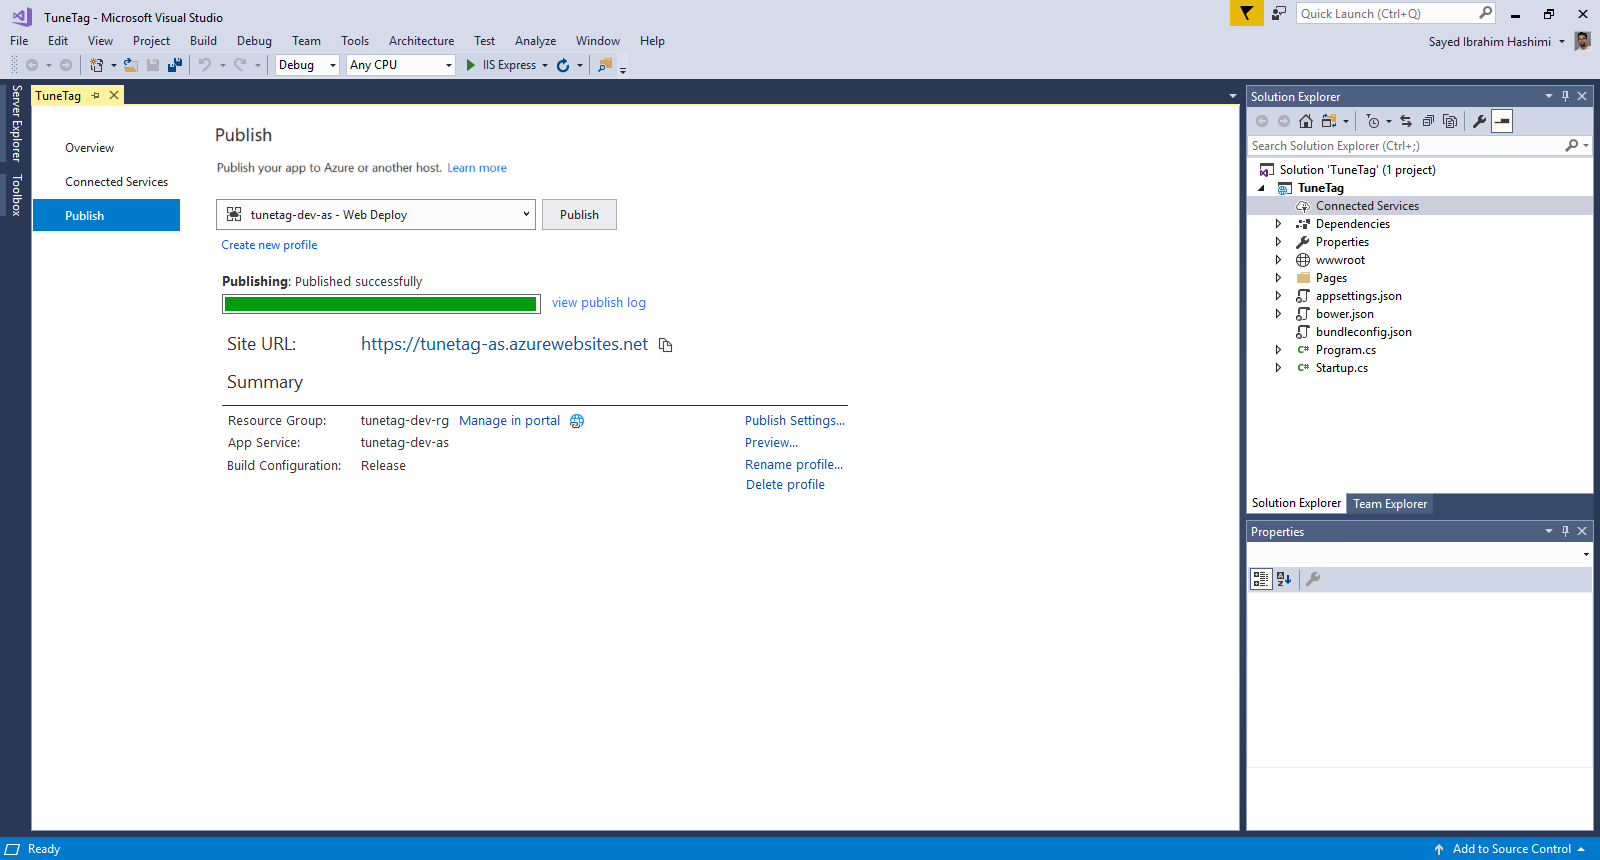 TuneTag - Microsoft Visual Studio
Quick Launch (Ctrl+Q)
File Edit View Project Build Debug Team Tools Architecture Test Analyze Window Help
Sayed Ibrahim Hashimi
Debug Any CPU IIS Express
Server Explorer
Toolbox
TuneTag
Overview
Connected Services
Publish
Publish
Publish your app to Azure or another host. Learn more
tunetag-dev-as - Web Deploy Publish
Create new profile
Publishing: Published successfully
view publish log
Site URL: https://tunetag-as.azurewebsites.net
Summary
Resource Group: tunetag-dev-rg Manage in portal Publish Settings...
App Service: tunetag-dev-as Preview...
Build Configuration: Release Rename profile...
Delete profile
Solution Explorer
Search Solution Explorer (Ctrl+;)
Solution 'TuneTag' (1 project)
TuneTag
Connected Services
Dependencies
Properties
wwwroot
Pages
appsettings.json
bower.json
bundleconfig.json
C# Program.cs
C# Startup.cs
Solution Explorer Team Explorer
Properties
Ready
Add to Source Control